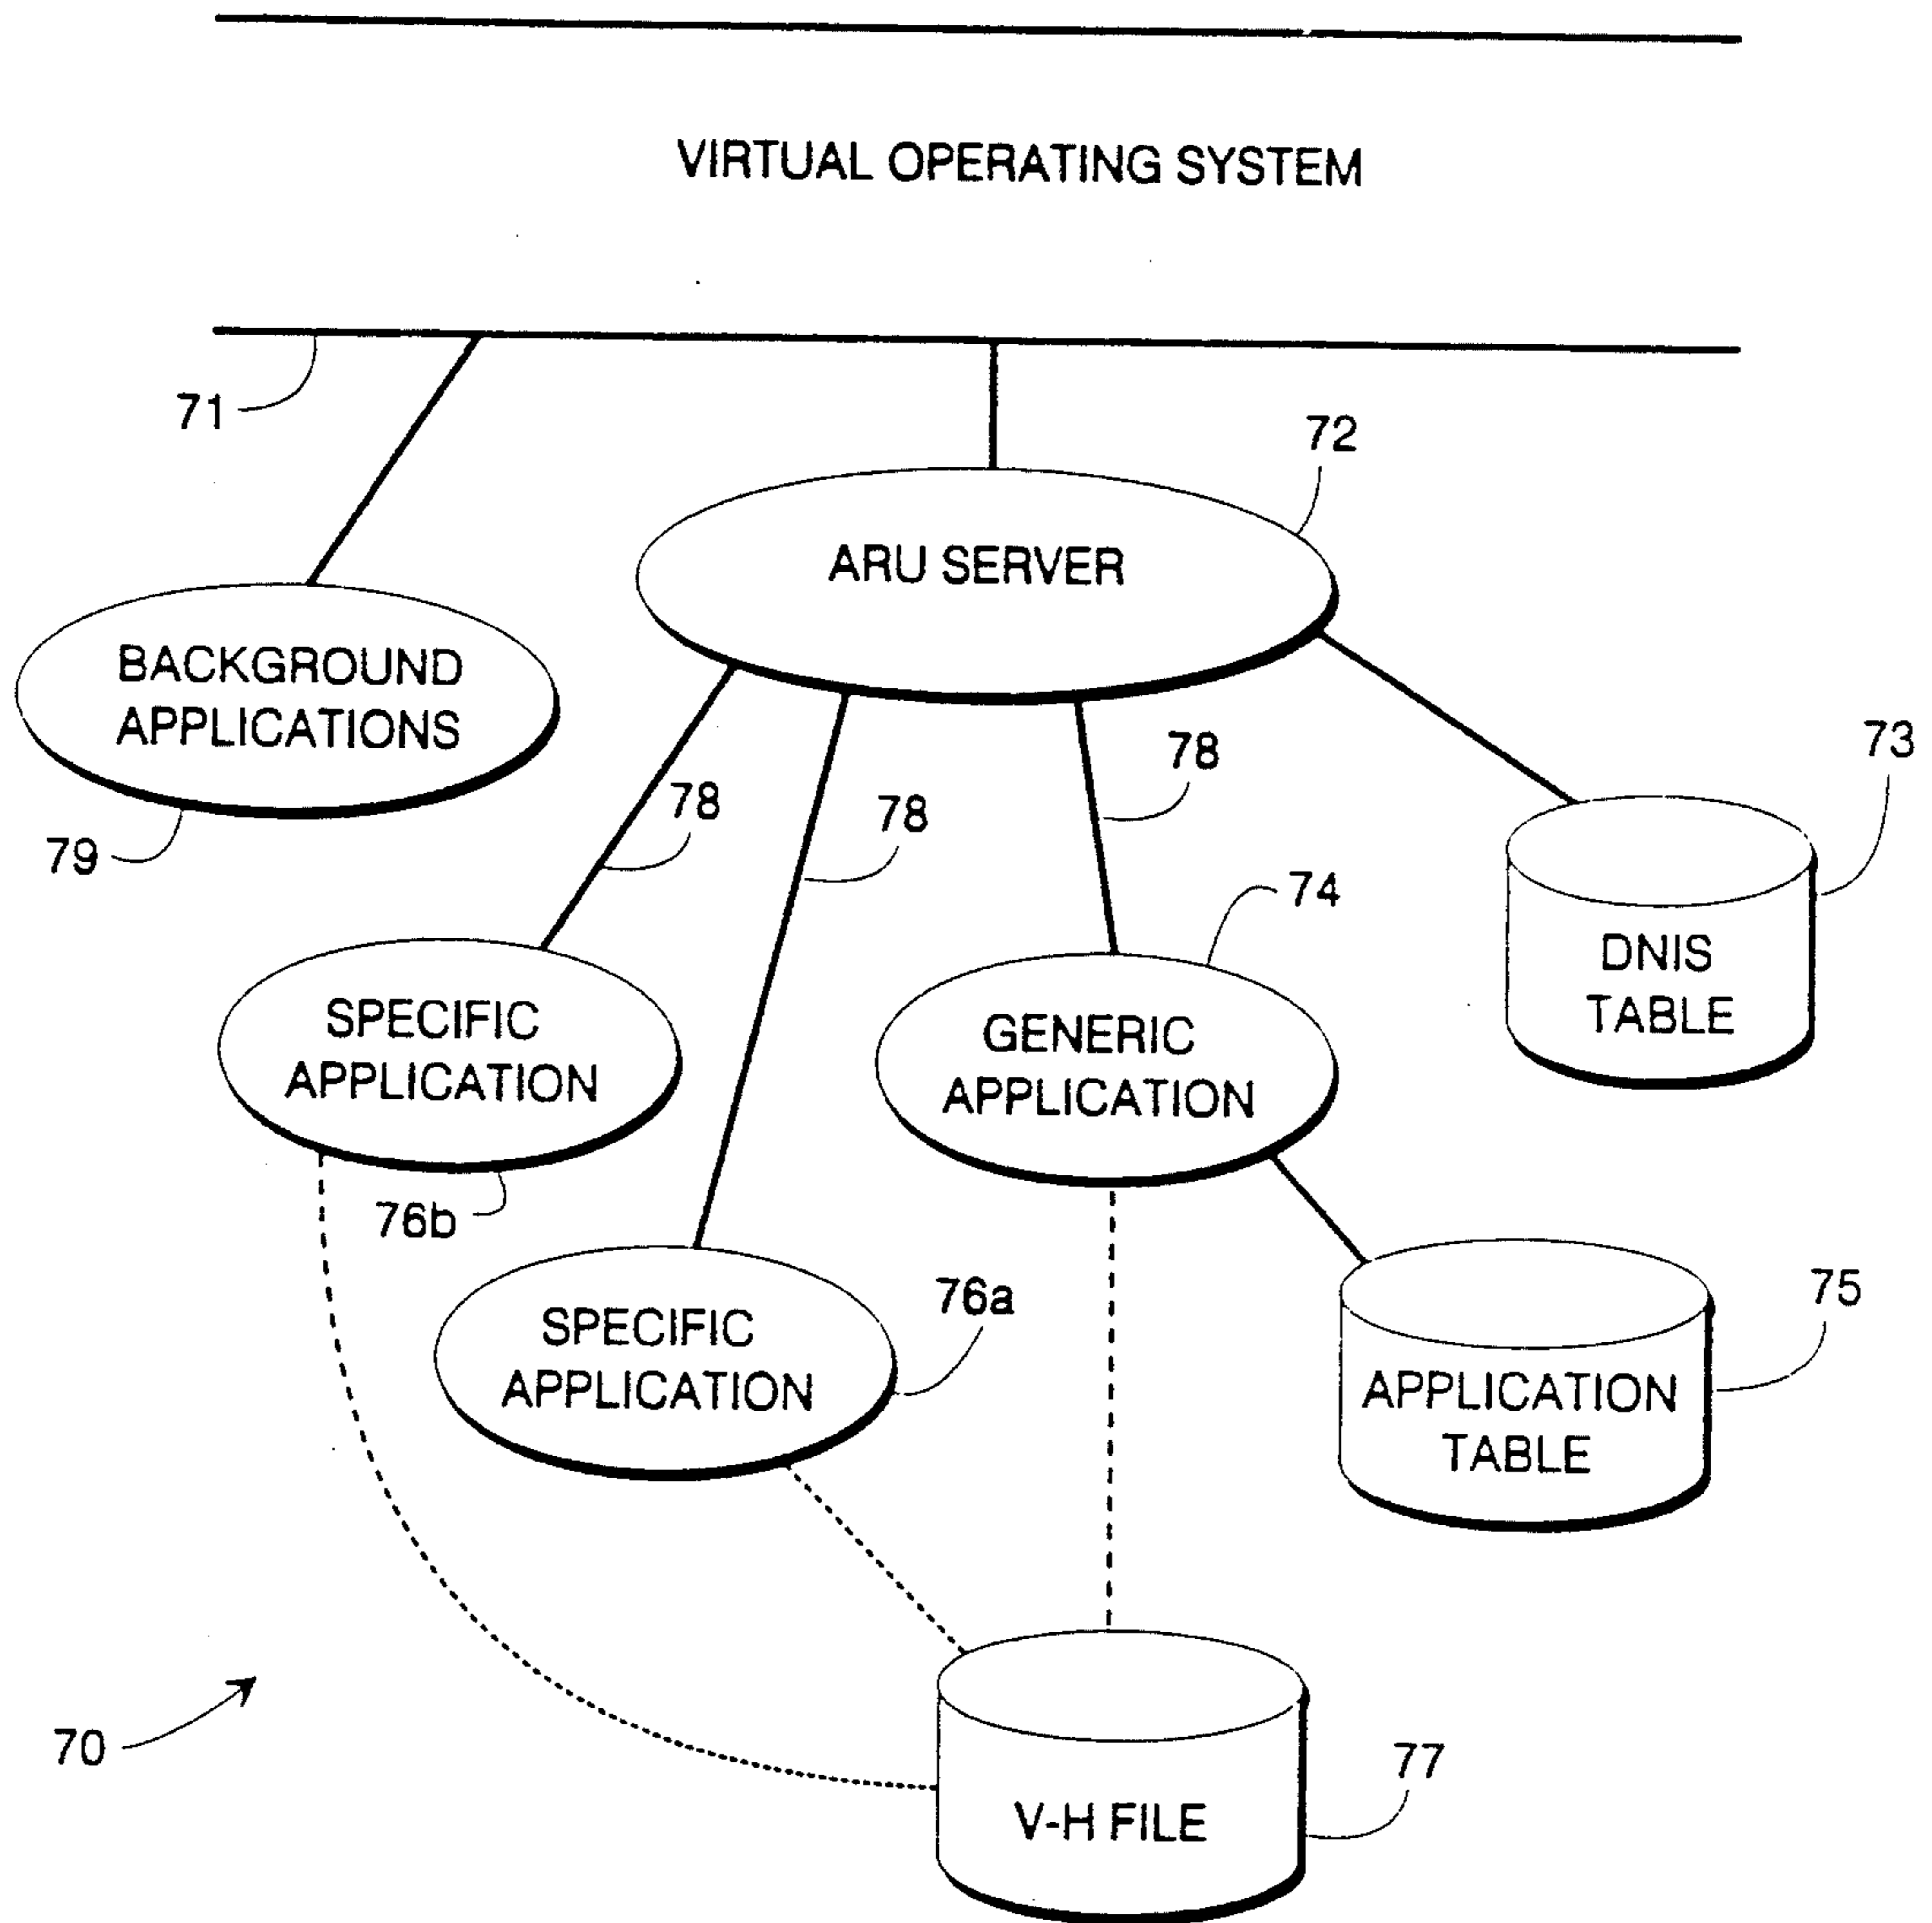 VIRTUAL OPERATING SYSTEM
71
72
ARU SERVER
BACKGROUND
APPLICATIONS
73
78
78
78
79
74
DNIS
TABLE
SPECIFIC
APPLICATION
GENERIC
APPLICATION
76b
76a
75
SPECIFIC
APPLICATION
APPLICATION
TABLE
70
77
V-H FILE